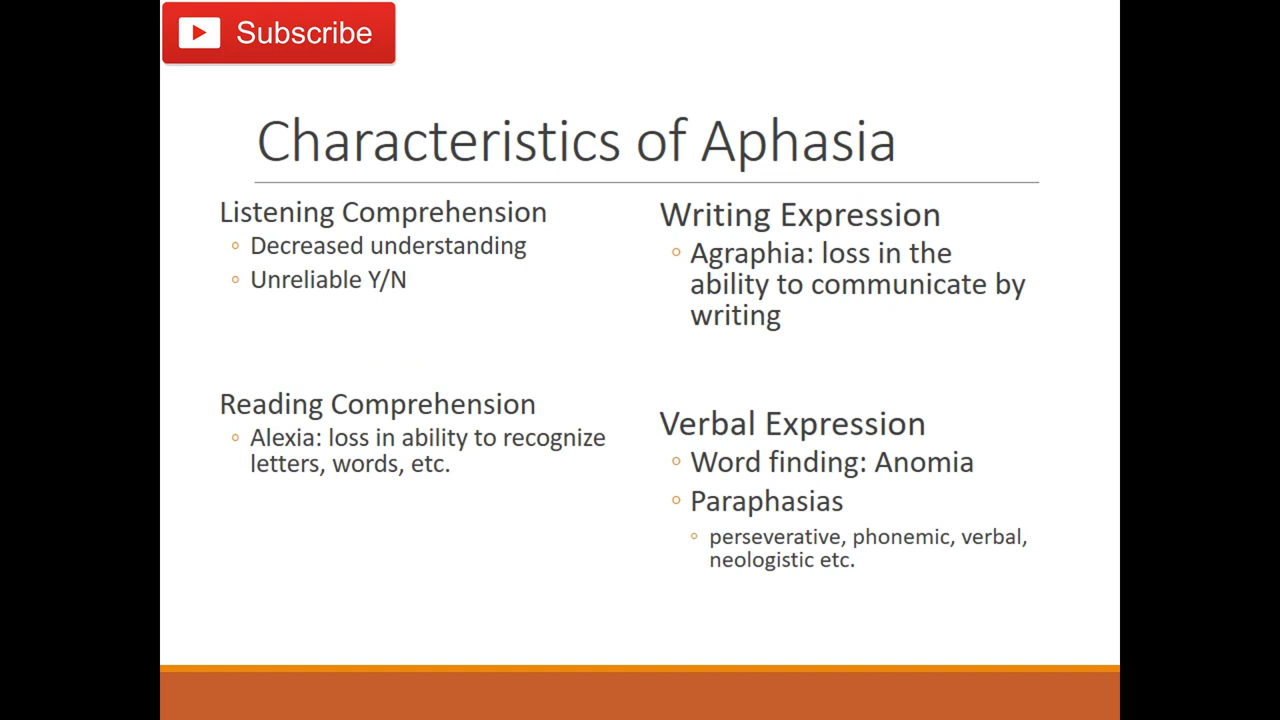 Subscribe
Characteristics of Aphasia
Listening Comprehension
Decreased understanding
Unreliable Y/N
Reading Comprehension
Alexia: loss in ability to recognize
letters, words, etc.
Writing Expression
Agraphia: loss in the
ability to communicate by
writing
Verbal Expression
Word finding: Anomia
Paraphasias
perseverative, phonemic, verbal,
neologistic etc.